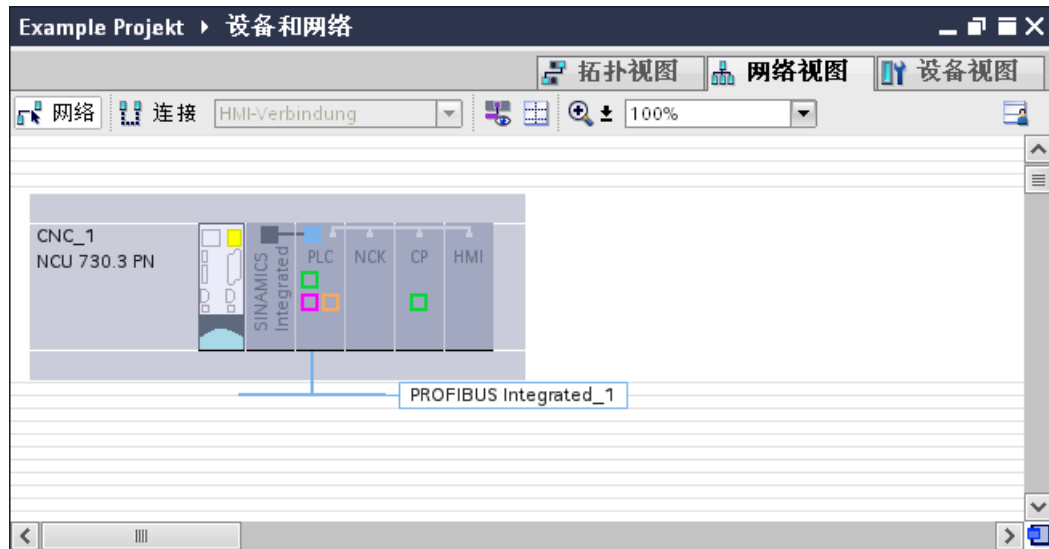 Example Projekt ▸ 设备和网络
拓扑视图 网络视图 设备视图
网络 连接 HMI-Verbindung 100%
CNC_1
NCU 730.3 PN
SINAMICS
Integrated
PLC NCK CP HMI
PROFIBUS Integrated_1